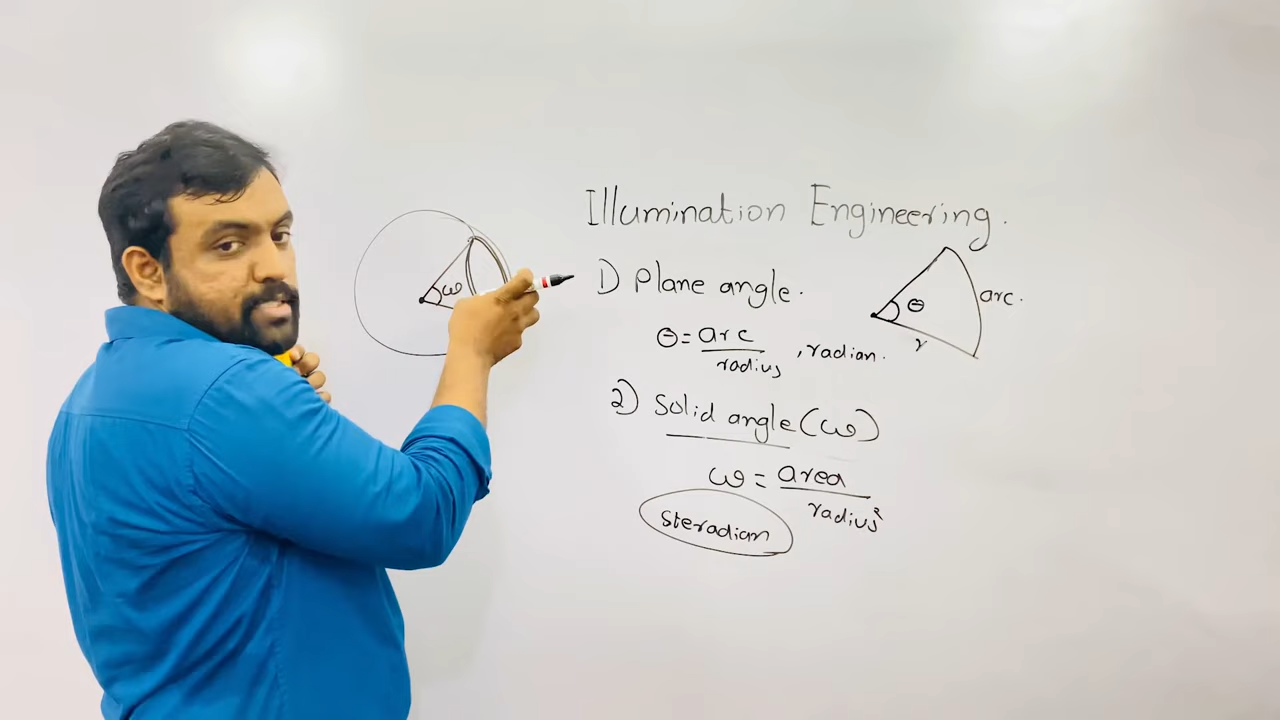 Illumination Engineering.
1) Plane angle.
θ = arc / radius , radian.
2) Solid angle (ω)
ω = area / radius²
steradian
θ
r
arc.
ω